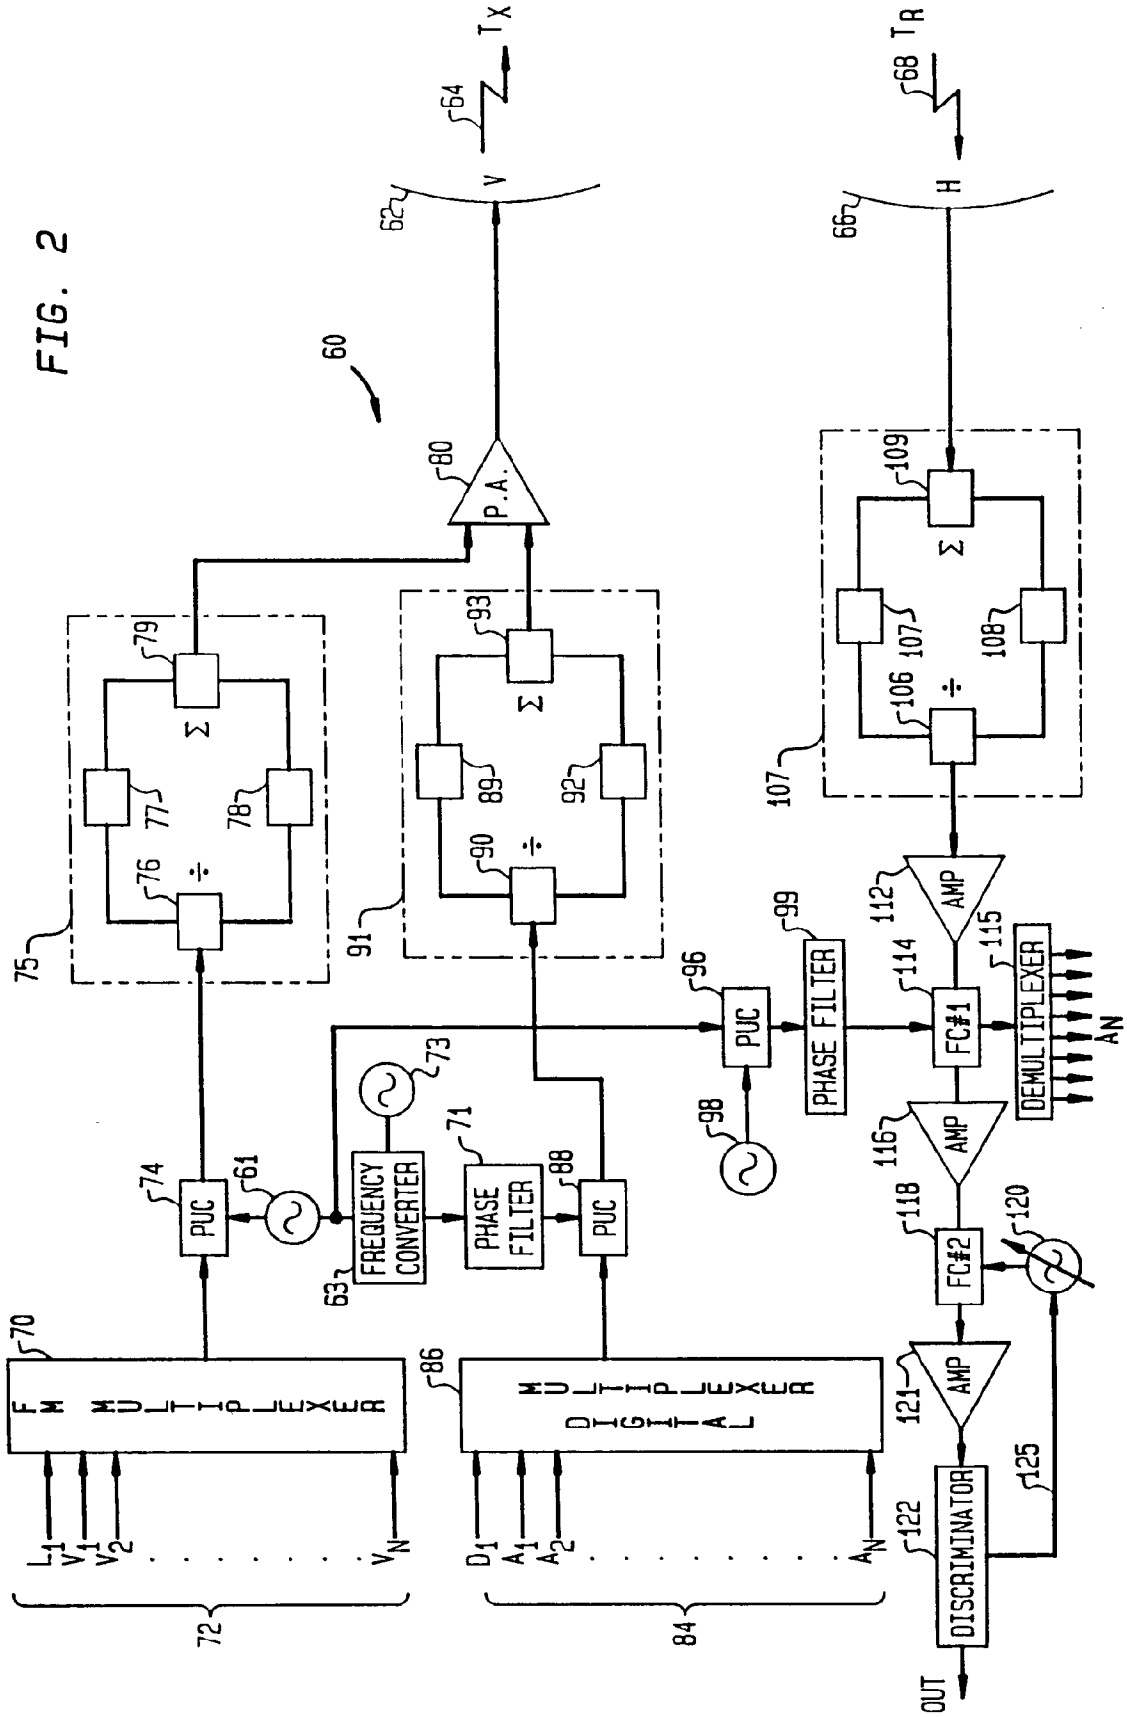 FIG. 2
60
L1
V1
V2
VN
72
70
FM MULTIPLEXER
74
PUC
61
75
76
÷
77
78
79
Σ
80
P.A.
62
V
64
TX
63
FREQUENCY
CONVERTER
73
71
PHASE
FILTER
88
PUC
D1
A1
A2
AN
84
86
DIGITAL
MULTIPLEXER
91
90
÷
89
92
93
Σ
98
96
PUC
99
PHASE FILTER
66
H
68
TR
107
109
Σ
107
108
106
÷
112
AMP
114
FC#1
115
DEMULTIPLEXER
AN
116
AMP
118
FC#2
120
121
AMP
122
DISCRIMINATOR
125
OUT